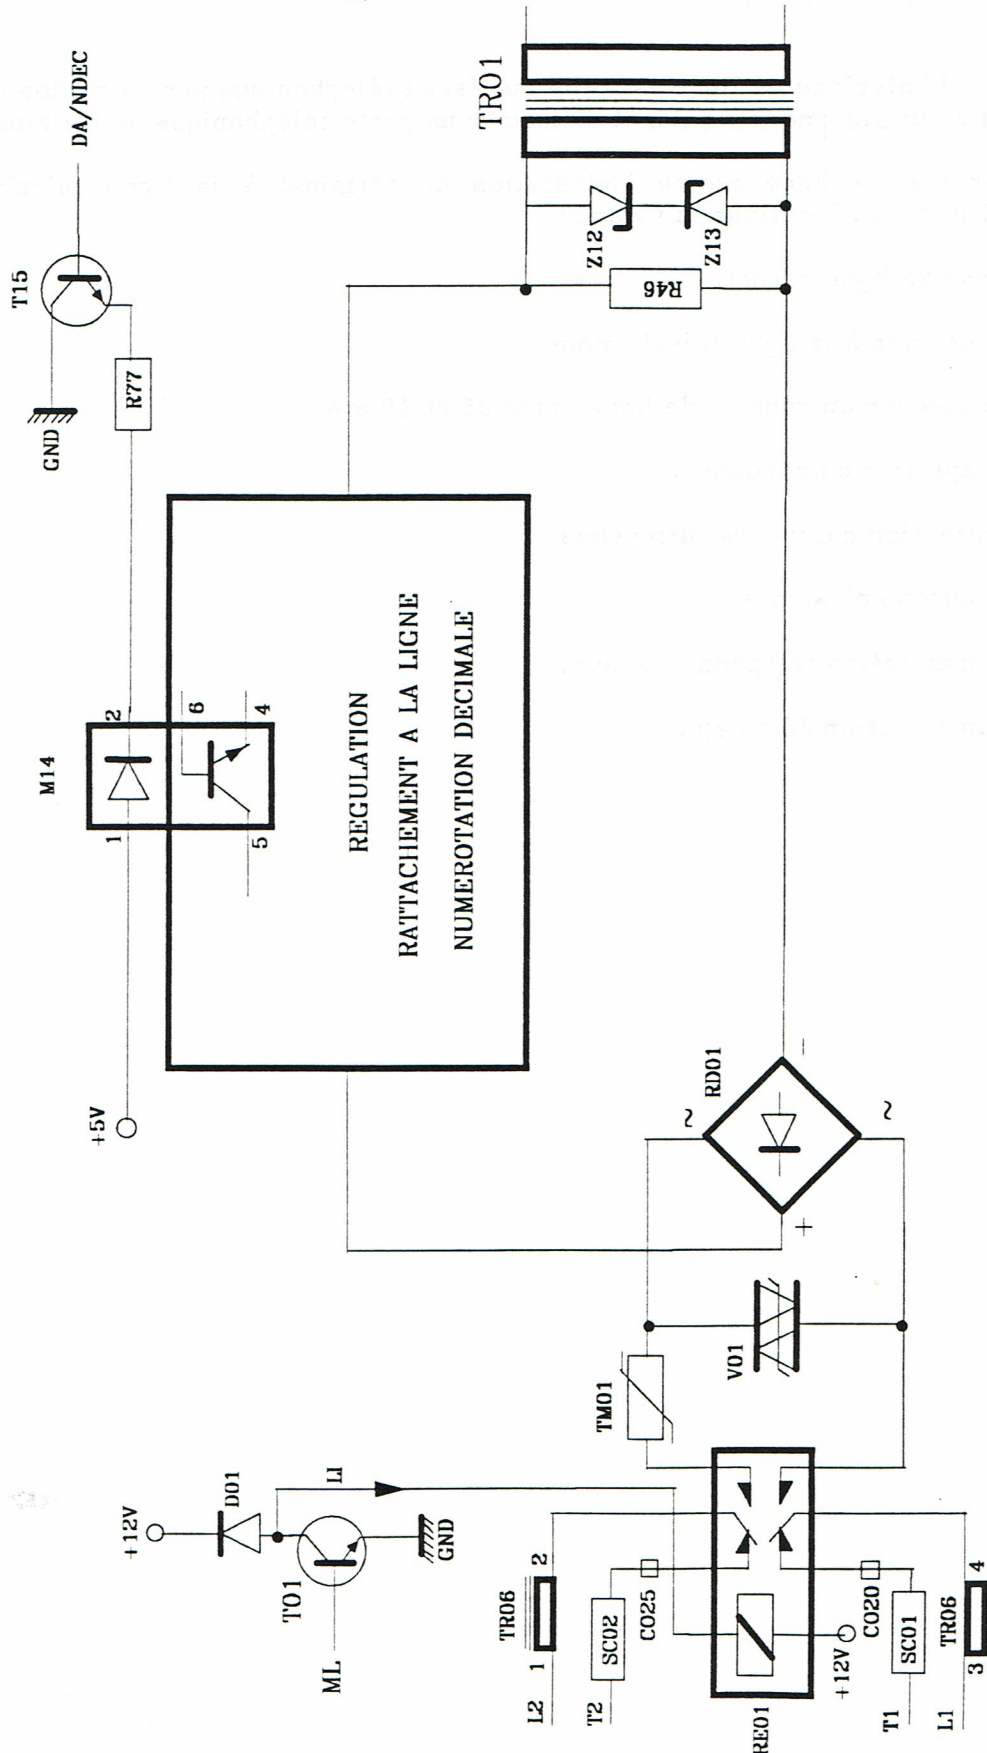 DA/NDEC
T15
GND
R77
M14
1
2
5
6
4
+5V
REGULATION
RATTACHEMENT A LA LIGNE
NUMEROTATION DECIMALE
TR01
Z12
Z13
R46
RD01
~
~
-
+
V01
TM01
+12V
D01
LI
T01
GND
ML
TR06
1
2
L2
SC02
T2
CO25
RE01
+12V
CO20
SC01
T1
TR06
3
4
L1